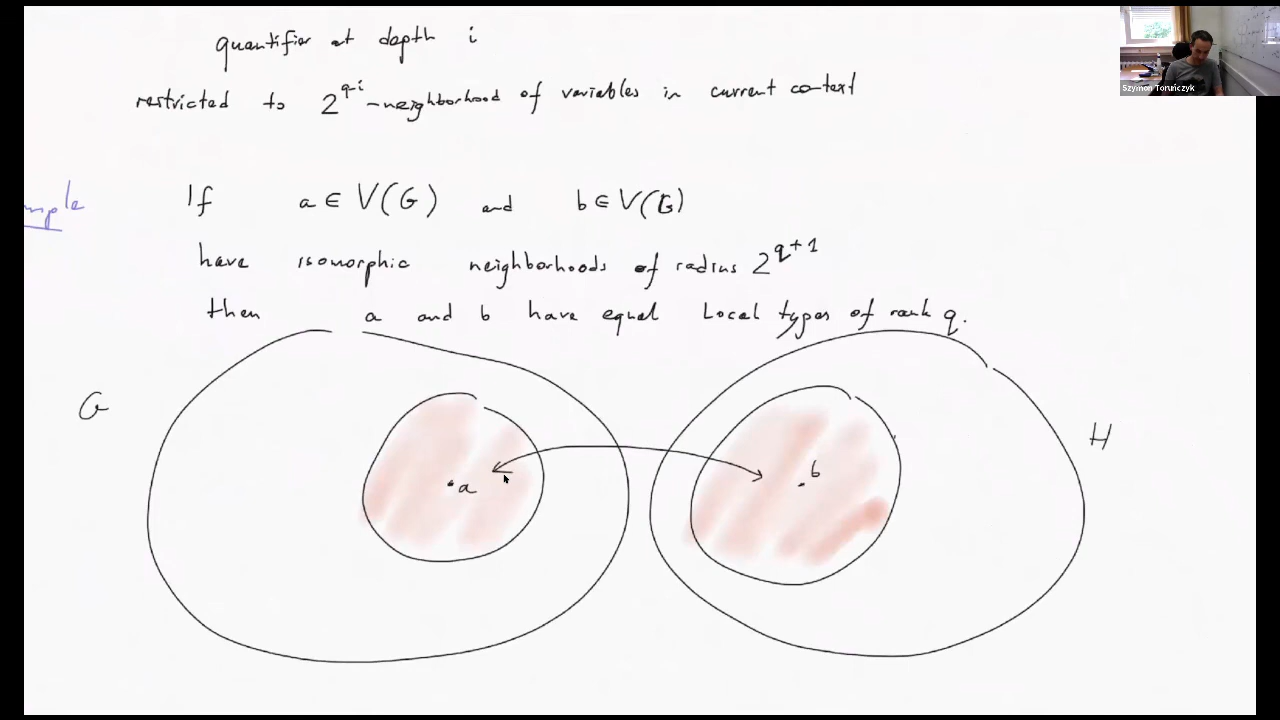 quantifier at depth i
restricted to 2^{q-i}-neighborhood of variables in current context
mple
If a ∈ V(G) and b ∈ V(G)
have isomorphic neighborhoods of radius 2^{q+1}
then a and b have equal local types of rank q.
G
a
b
H
Szymon Toruńczyk